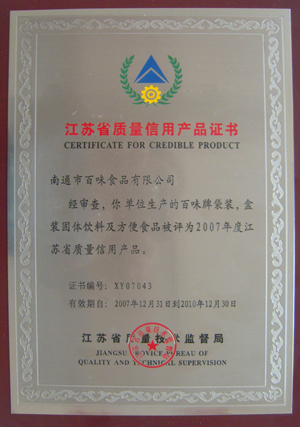 江苏省质量信用产品证书
CERTIFICATE FOR CREDIBLE PRODUCT
南通市百味食品有限公司
经审查，你单位生产的百味牌袋装、盒
装固体饮料及方便食品被评为2007年度江
苏省质量信用产品。
证书编号：XY07043
有效期自：2007年12月31日到2010年12月30日
江苏省质量技术监督局
JIANGSU PROVICE BUREAU OF
QUALITY AND TECHNICAL SUPERVISION